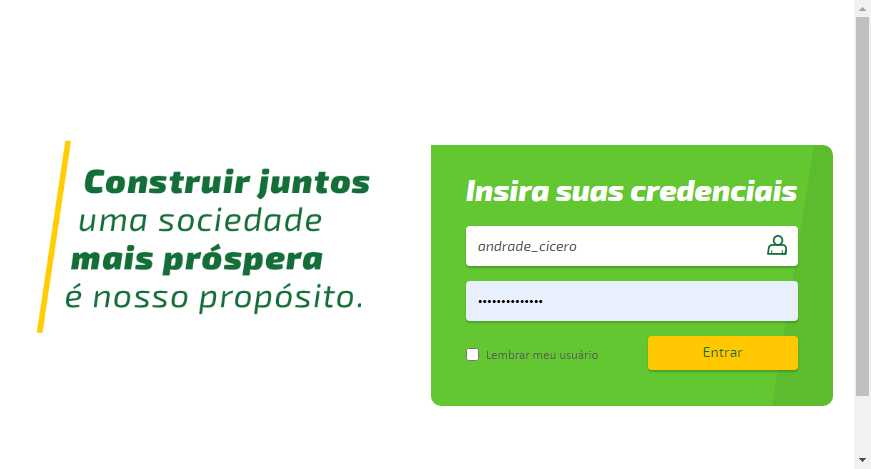 Construir juntos
uma sociedade
mais próspera
é nosso propósito.
Insira suas credenciais
andrade_cicero
••••••••••••••
Lembrar meu usuário
Entrar